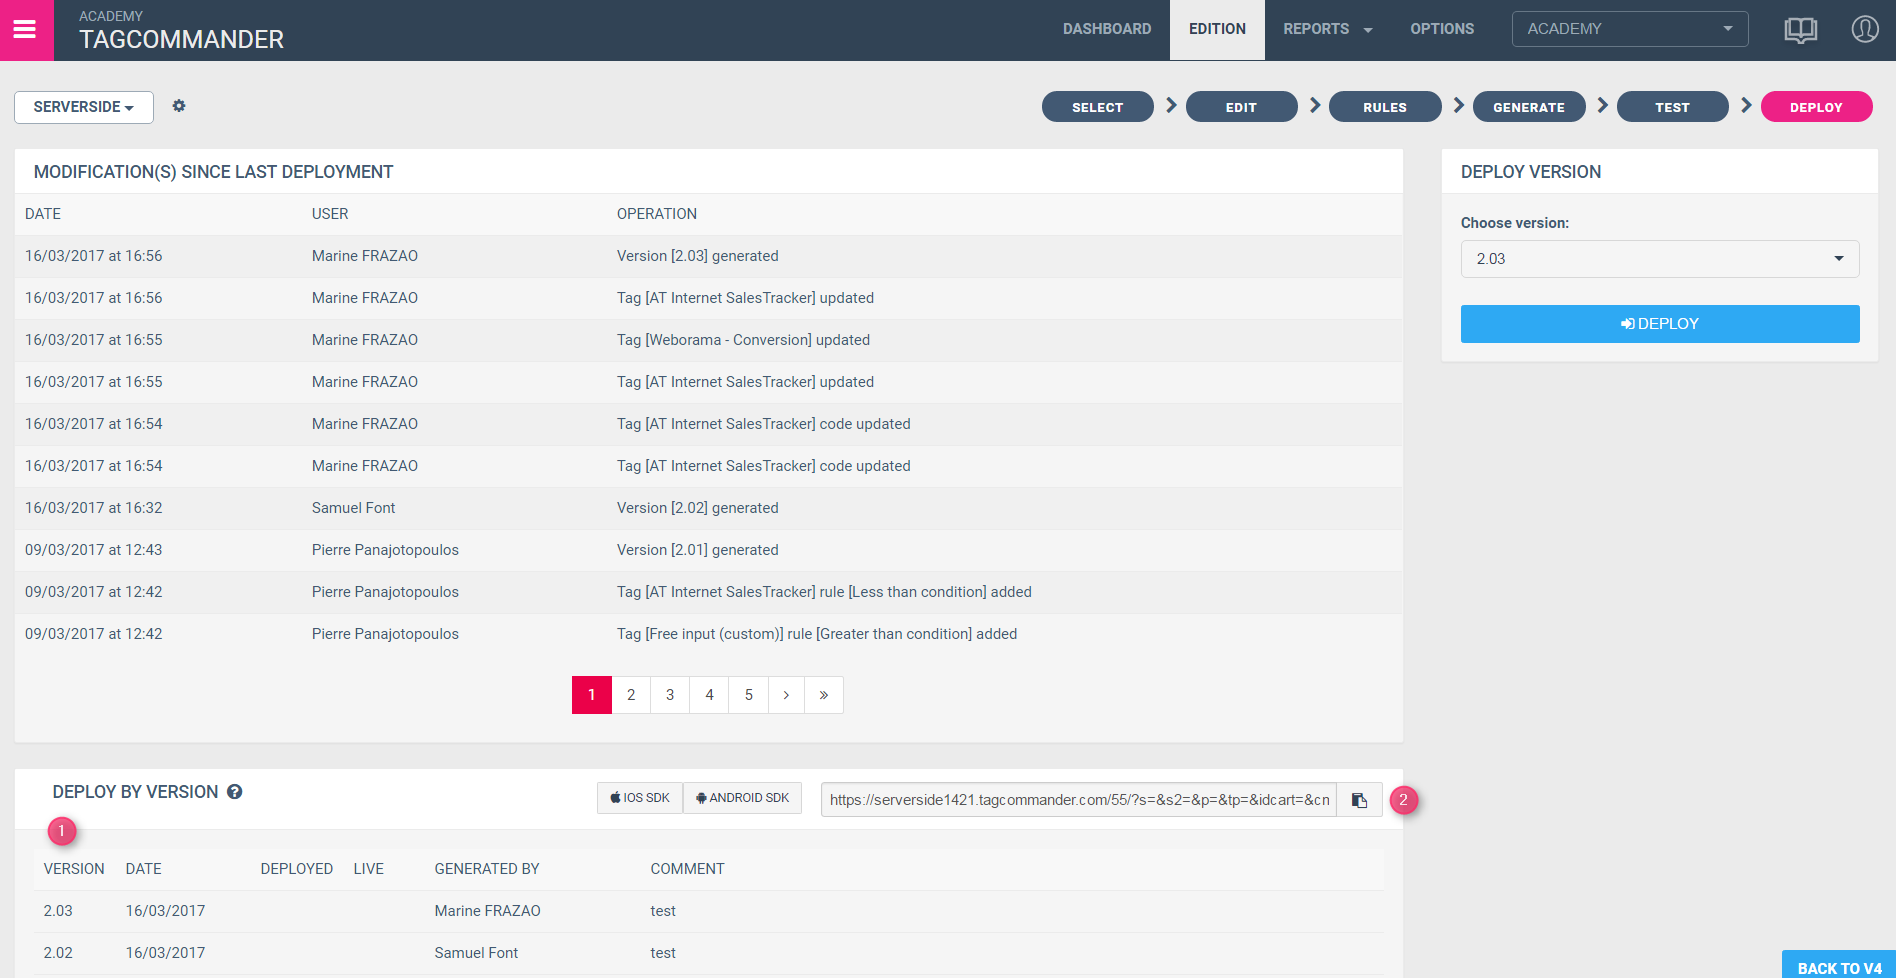 ACADEMY
TAGCOMMANDER
DASHBOARD
EDITION
REPORTS
OPTIONS
ACADEMY
SERVERSIDE
SELECT
EDIT
RULES
GENERATE
TEST
DEPLOY
MODIFICATION(S) SINCE LAST DEPLOYMENT
DATE USER OPERATION
16/03/2017 at 16:56 Marine FRAZAO Version [2.03] generated
16/03/2017 at 16:56 Marine FRAZAO Tag [AT Internet SalesTracker] updated
16/03/2017 at 16:55 Marine FRAZAO Tag [Weborama - Conversion] updated
16/03/2017 at 16:55 Marine FRAZAO Tag [AT Internet SalesTracker] updated
16/03/2017 at 16:54 Marine FRAZAO Tag [AT Internet SalesTracker] code updated
16/03/2017 at 16:54 Marine FRAZAO Tag [AT Internet SalesTracker] code updated
16/03/2017 at 16:32 Samuel Font Version [2.02] generated
09/03/2017 at 12:43 Pierre Panajotopoulos Version [2.01] generated
09/03/2017 at 12:42 Pierre Panajotopoulos Tag [AT Internet SalesTracker] rule [Less than condition] added
09/03/2017 at 12:42 Pierre Panajotopoulos Tag [Free input (custom)] rule [Greater than condition] added
1 2 3 4 5 › »
DEPLOY VERSION
Choose version:
2.03
DEPLOY
DEPLOY BY VERSION ?
IOS SDK
ANDROID SDK
https://serverside1421.tagcommander.com/55/?s=&s2=&p=&tp=&idcart=&cn
2
1
VERSION DATE DEPLOYED LIVE GENERATED BY COMMENT
2.03 16/03/2017 Marine FRAZAO test
2.02 16/03/2017 Samuel Font test
BACK TO V4